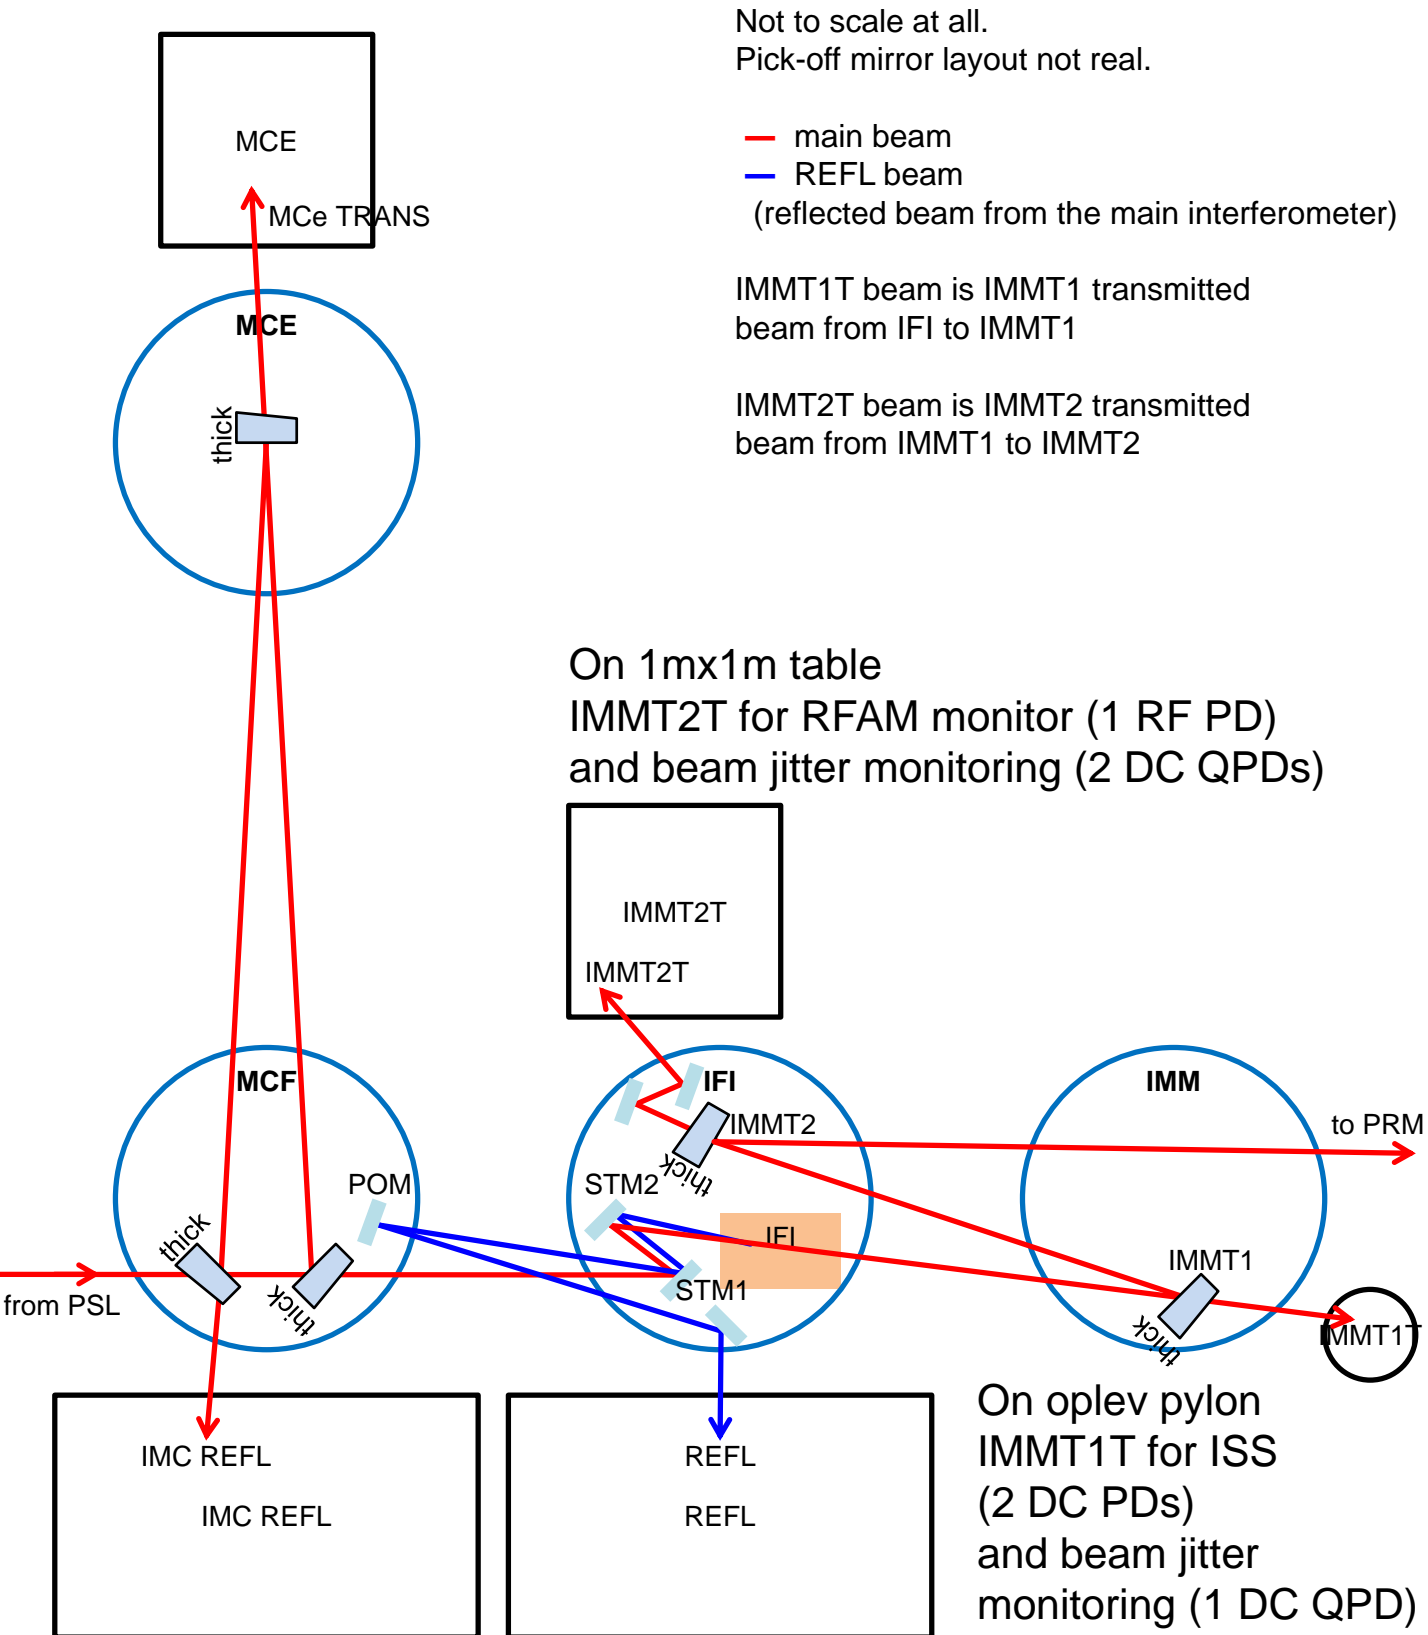 Not to scale at all.
Pick-off mirror layout not real.
main beam
REFL beam
(reflected beam from the main interferometer)
IMMT1T beam is IMMT1 transmitted
beam from IFI to IMMT1
IMMT2T beam is IMMT2 transmitted
beam from IMMT1 to IMMT2
MCE
MCe TRANS
MCE
thick
On 1mx1m table
IMMT2T for RFAM monitor (1 RF PD)
and beam jitter monitoring (2 DC QPDs)
IMMT2T
IMMT2T
MCF
IFI
IMM
IMMT2
to PRM
thick
POM
STM2
thick
IFI
IMMT1
STM1
from PSL
thick
thick
IMMT1T
On oplev pylon
IMMT1T for ISS
(2 DC PDs)
and beam jitter
monitoring (1 DC QPD)
IMC REFL
IMC REFL
REFL
REFL